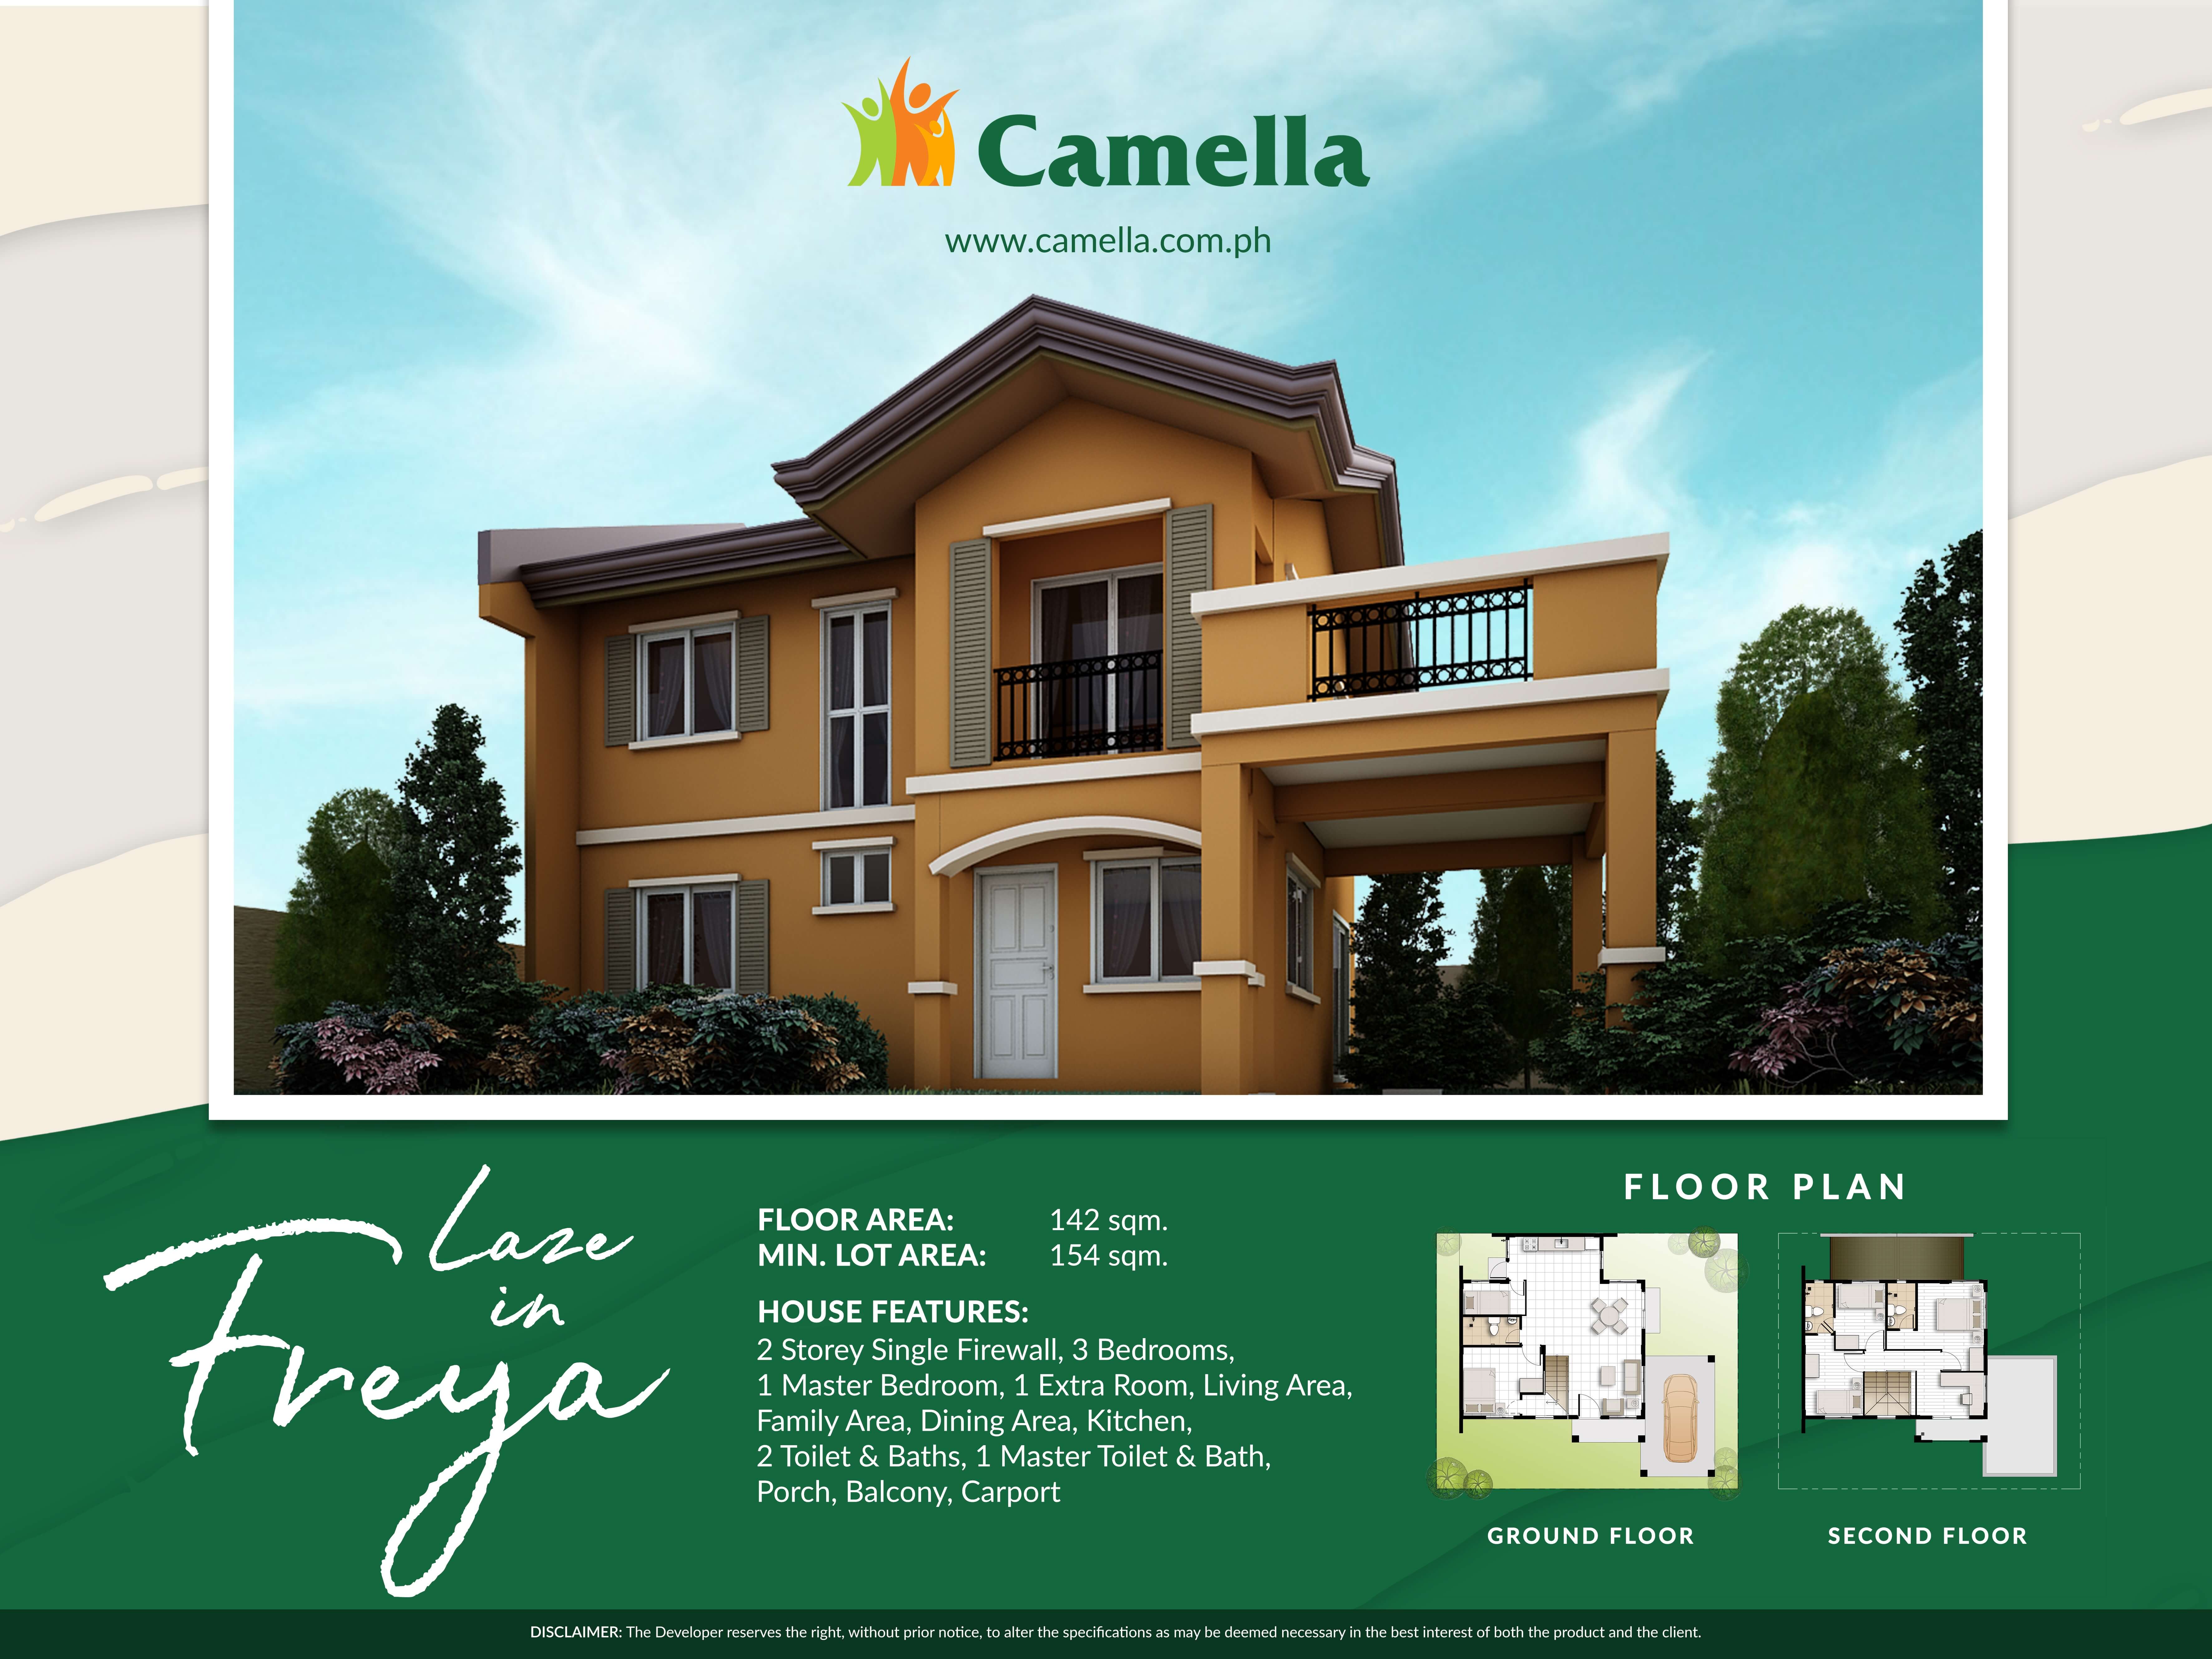 Camella
www.camella.com.ph
Laze
in
Freya
FLOOR AREA: 142 sqm.
MIN. LOT AREA: 154 sqm.
HOUSE FEATURES:
2 Storey Single Firewall, 3 Bedrooms,
1 Master Bedroom, 1 Extra Room, Living Area,
Family Area, Dining Area, Kitchen,
2 Toilet & Baths, 1 Master Toilet & Bath,
Porch, Balcony, Carport
FLOOR PLAN
GROUND FLOOR
SECOND FLOOR
DISCLAIMER: The Developer reserves the right, without prior notice, to alter the specifications as may be deemed necessary in the best interest of both the product and the client.